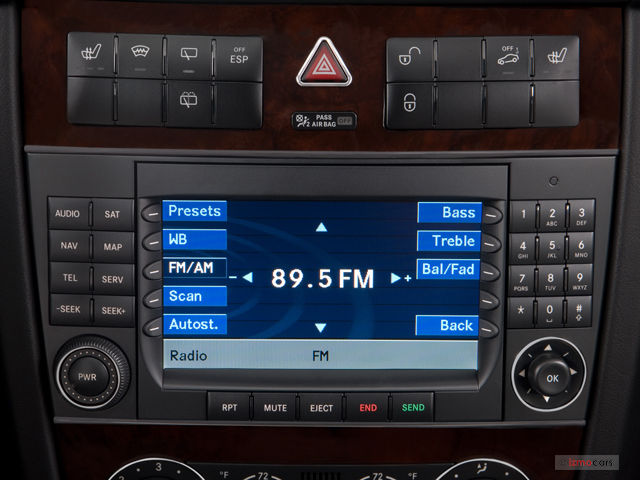 OFF
ESP
OFF
PASS
2 AIR BAG OFF
AUDIO SAT
NAV MAP
TEL SERV
-SEEK SEEK+
PWR
Presets
WB
FM/AM
Scan
Autost.
- 89.5 FM +
Bass
Treble
Bal/Fad
Back
Radio FM
1 2 ABC 3 DEF
4 GHI 5 JKL 6 MNO
7 PQRS 8 TUV 9 WXYZ
* 0 #
OK
RPT MUTE EJECT END SEND
3 3
°F 72 72 °F